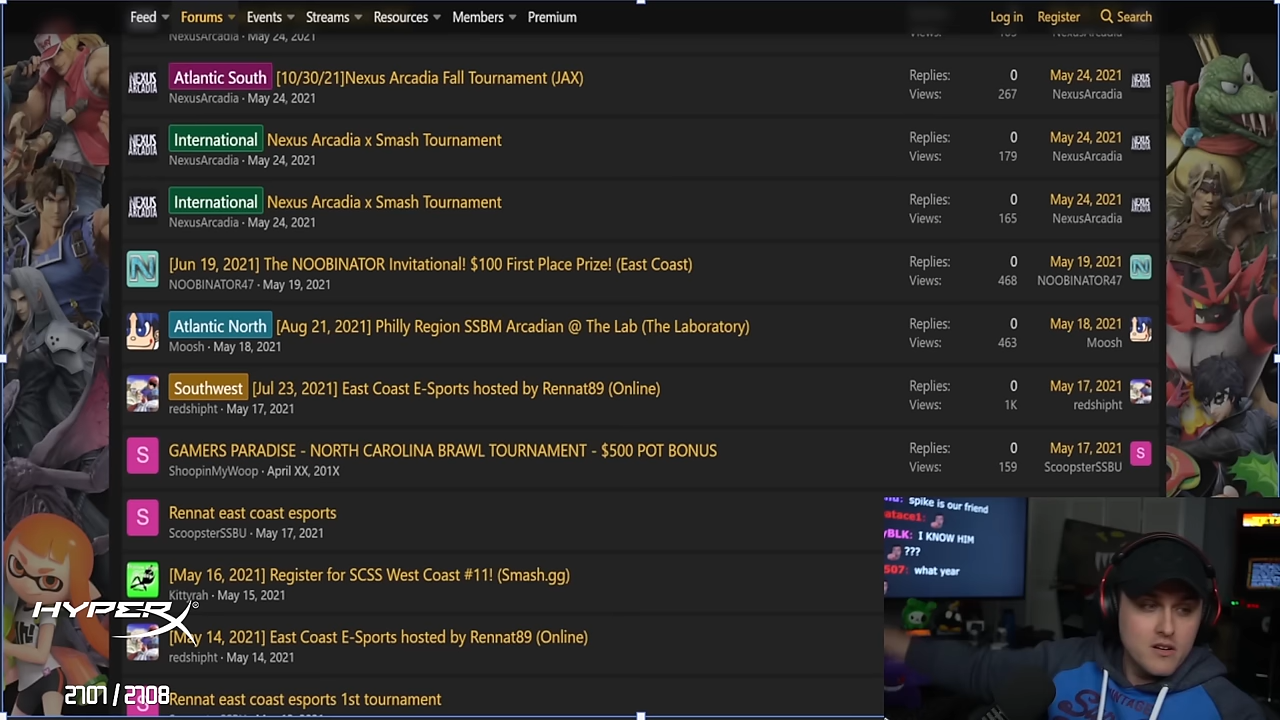 Feed Forums Events Streams Resources Members Premium Log in Register Search
NexusArcadia · May 24, 2021 Views: NexusArcadia
NEXUS ARCADIA Atlantic South [10/30/21]Nexus Arcadia Fall Tournament (JAX) Replies: 0 May 24, 2021
NexusArcadia · May 24, 2021 Views: 267 NexusArcadia
NEXUS ARCADIA International Nexus Arcadia x Smash Tournament Replies: 0 May 24, 2021
NexusArcadia · May 24, 2021 Views: 179 NexusArcadia
NEXUS ARCADIA International Nexus Arcadia x Smash Tournament Replies: 0 May 24, 2021
NexusArcadia · May 24, 2021 Views: 165 NexusArcadia
N [Jun 19, 2021] The NOOBINATOR Invitational! $100 First Place Prize! (East Coast) Replies: 0 May 19, 2021 N
NOOBINATOR47 · May 19, 2021 Views: 468 NOOBINATOR47
Atlantic North [Aug 21, 2021] Philly Region SSBM Arcadian @ The Lab (The Laboratory) Replies: 0 May 18, 2021
Moosh · May 18, 2021 Views: 463 Moosh
Southwest [Jul 23, 2021] East Coast E-Sports hosted by Rennat89 (Online) Replies: 0 May 17, 2021
redshipht · May 17, 2021 Views: 1K redshipht
S GAMERS PARADISE - NORTH CAROLINA BRAWL TOURNAMENT - $500 POT BONUS Replies: 0 May 17, 2021 S
ShoopinMyWoop · April XX, 201X Views: 159 ScoopsterSSBU
S Rennat east coast esports
ScoopsterSSBU · May 17, 2021
[May 16, 2021] Register for SCSS West Coast #11! (Smash.gg)
Kittyrah · May 15, 2021
[May 14, 2021] East Coast E-Sports hosted by Rennat89 (Online)
redshipht · May 14, 2021
Rennat east coast esports 1st tournament
HYPERX®
2707 / 2708
spike is our friend
atace1:
yBLK: I KNOW HIM
???
507: what year